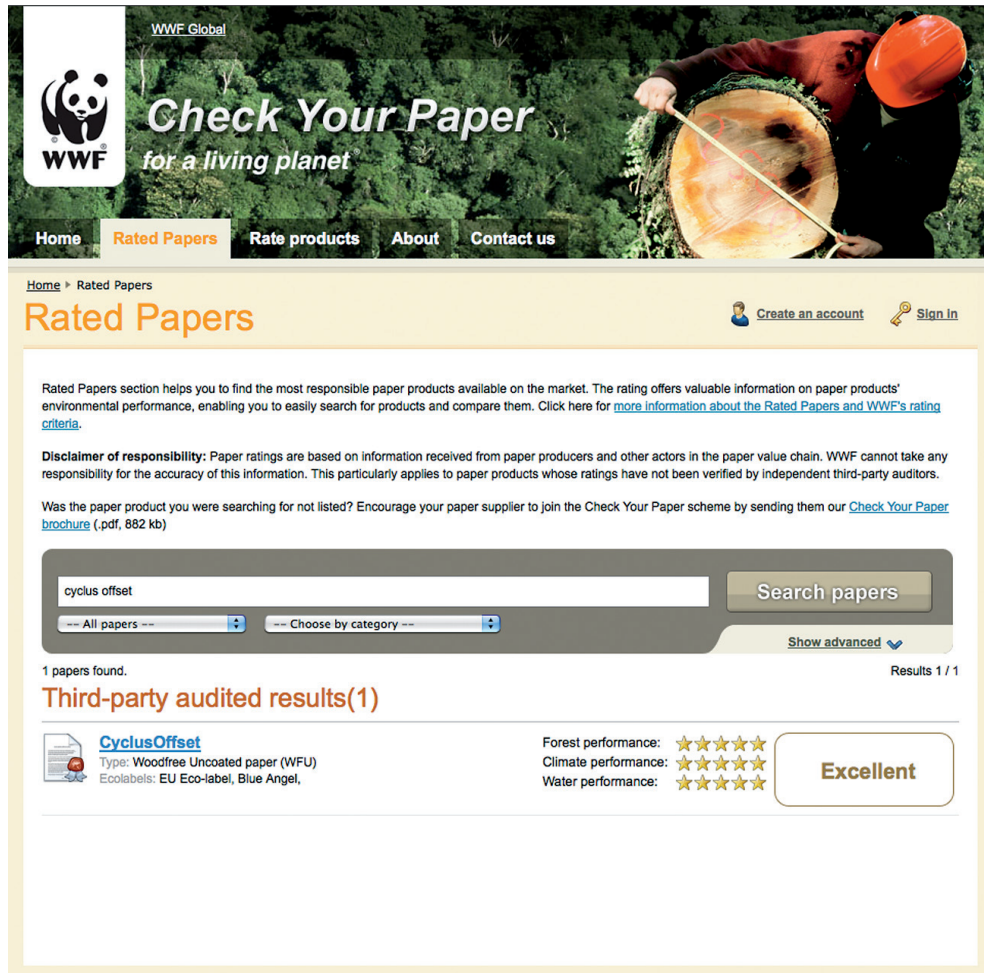 WWF Global
Check Your Paper
for a living planet®
©
WWF®
Home Rated Papers Rate products About Contact us
Home Rated Papers
Rated Papers
Create an account Sign in
Rated Papers section helps you to find the most responsible paper products available on the market. The rating offers valuable information on paper products'
environmental performance, enabling you to easily search for products and compare them. Click here for more information about the Rated Papers and WWF's rating
criteria.
Disclaimer of responsibility: Paper ratings are based on information received from paper producers and other actors in the paper value chain. WWF cannot take any
responsibility for the accuracy of this information. This particularly applies to paper products whose ratings have not been verified by independent third-party auditors.
Was the paper product you were searching for not listed? Encourage your paper supplier to join the Check Your Paper scheme by sending them our Check Your Paper
brochure (.pdf, 882 kb)
cyclus offset
Search papers
-- All papers -- -- Choose by category --
Show advanced
1 papers found. Results 1 / 1
Third-party audited results(1)
CyclusOffset
Type: Woodfree Uncoated paper (WFU)
Ecolabels: EU Eco-label, Blue Angel,
Forest performance:
Climate performance:
Water performance:
Excellent